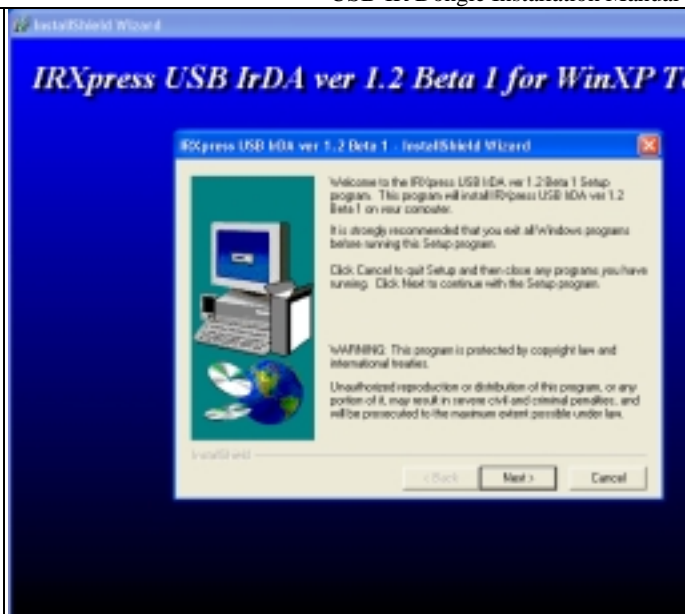 USB IR Dongle Installation Manual
InstallShield Wizard
IRXpress USB IrDA ver 1.2 Beta 1 for WinXP T
IRXpress USB IrDA ver 1.2 Beta 1 - InstallShield Wizard
Welcome to the IRXpress USB IrDA ver 1.2 Beta 1 Setup
program. This program will install IRXpress USB IrDA ver 1.2
Beta 1 on your computer.
It is strongly recommended that you exit all Windows programs
before running this Setup program.
Click Cancel to quit Setup and then close any programs you have
running. Click Next to continue with the Setup program.
WARNING: This program is protected by copyright law and
international treaties.
Unauthorized reproduction or distribution of this program, or any
portion of it, may result in severe civil and criminal penalties, and
will be prosecuted to the maximum extent possible under law.
InstallShield
< Back
Next >
Cancel